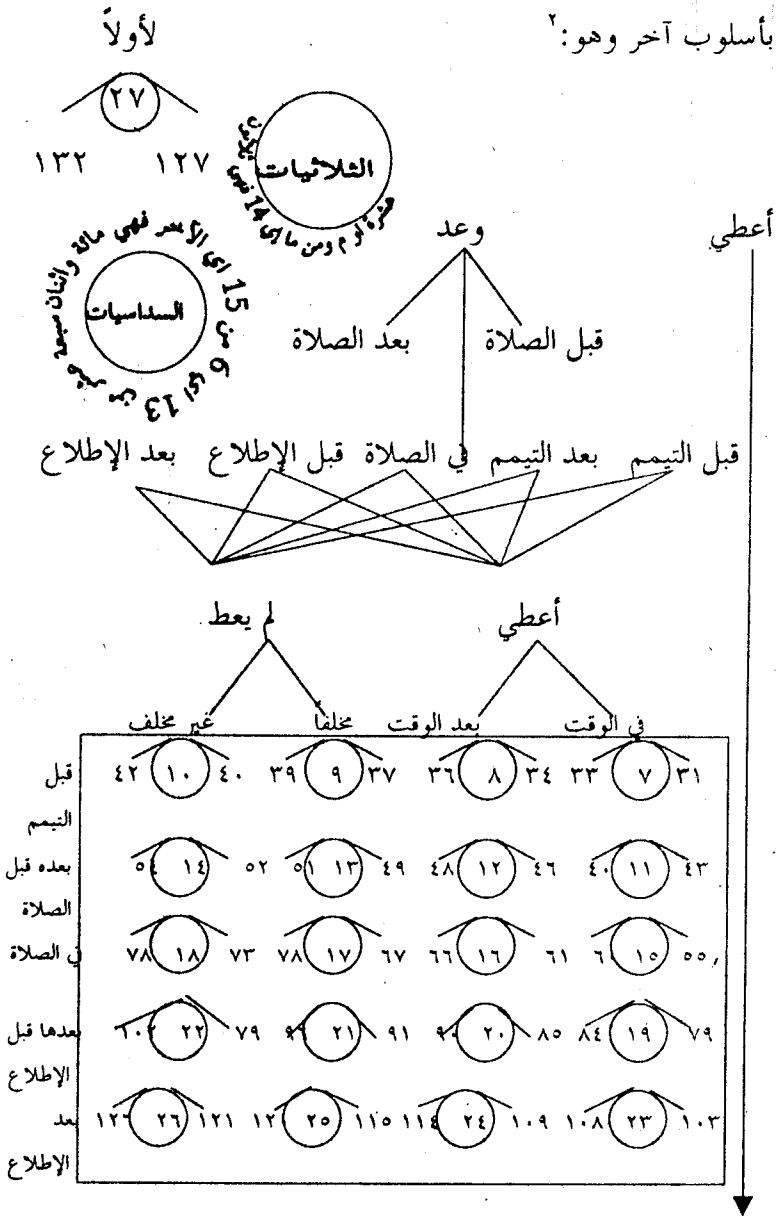 بأسلوب آخر وهو:٢
لأولاً
٢٧
١٢٧ ١٣٢
الثلاثيات
السداسيات
أعطي
وعد
قبل الصلاة بعد الصلاة
قبل التيمم بعد التيمم في الصلاة قبل الإطلاع بعد الإطلاع
أعطي لم يعط
في الوقت بعد الوقت مخلفاً غير مخلف
٣١ ٧ ٣٣ ٣٤ ٨ ٣٦ ٣٧ ٩ ٣٩ ٤٠ ١٠ ٤٢ قبل
التيمم
٤٣ ١١ ٤٦ ١٢ ٤٨ ٤٩ ١٣ ٥١ ٥٢ ١٤ بعده قبل
الصلاة
٥٥ ١٥ ٦١ ١٦ ٦٦ ٦٧ ١٧ ٧٨ ٧٣ ١٨ ٧٨ في الصلاة
٧٩ ١٩ ٨٤ ٨٥ ٢٠ ٩١ ٢١ ٧٩ ٢٢ بعدها قبل
الإطلاع
١٠٣ ٢٣ ١٠٨ ١٠٩ ٢٤ ١١٤ ١١٥ ٢٥ ١٢١ ٢٦ بعد
الإطلاع